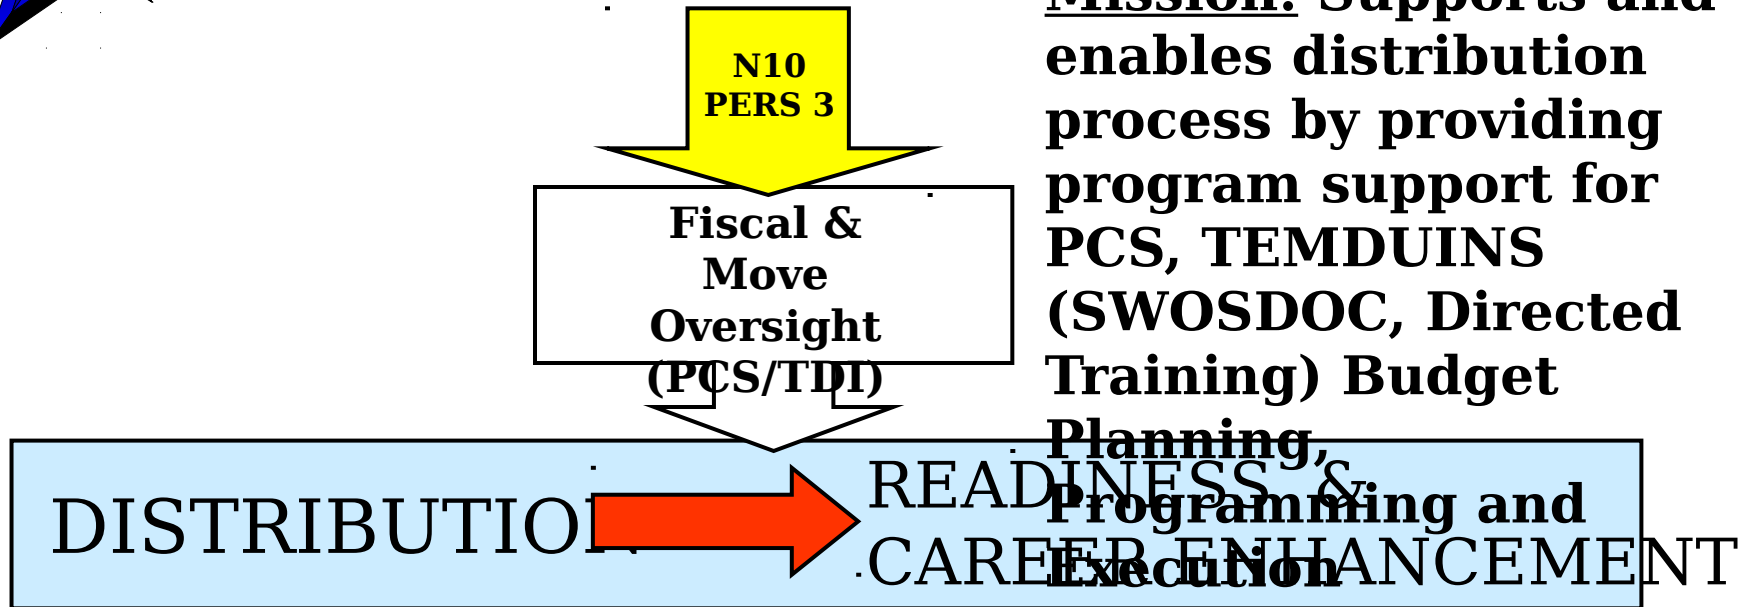 N10
PERS 3
Fiscal &
Move
Oversight
(PCS/TDI)
Mission: Supports and
enables distribution
process by providing
program support for
PCS, TEMDUINS
(SWOSDOC, Directed
Training) Budget
Planning,
Programming and
Execution
DISTRIBUTION
READINESS &
CAREER ENHANCEMENT